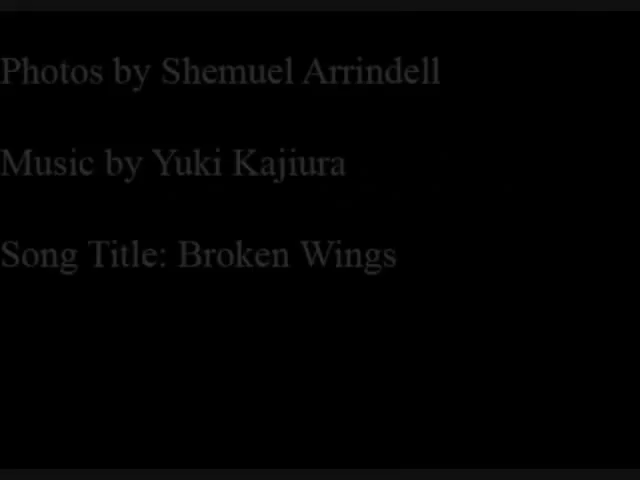 Photos by Shemuel Arrindell
Music by Yuki Kajiura
Song Title: Broken Wings